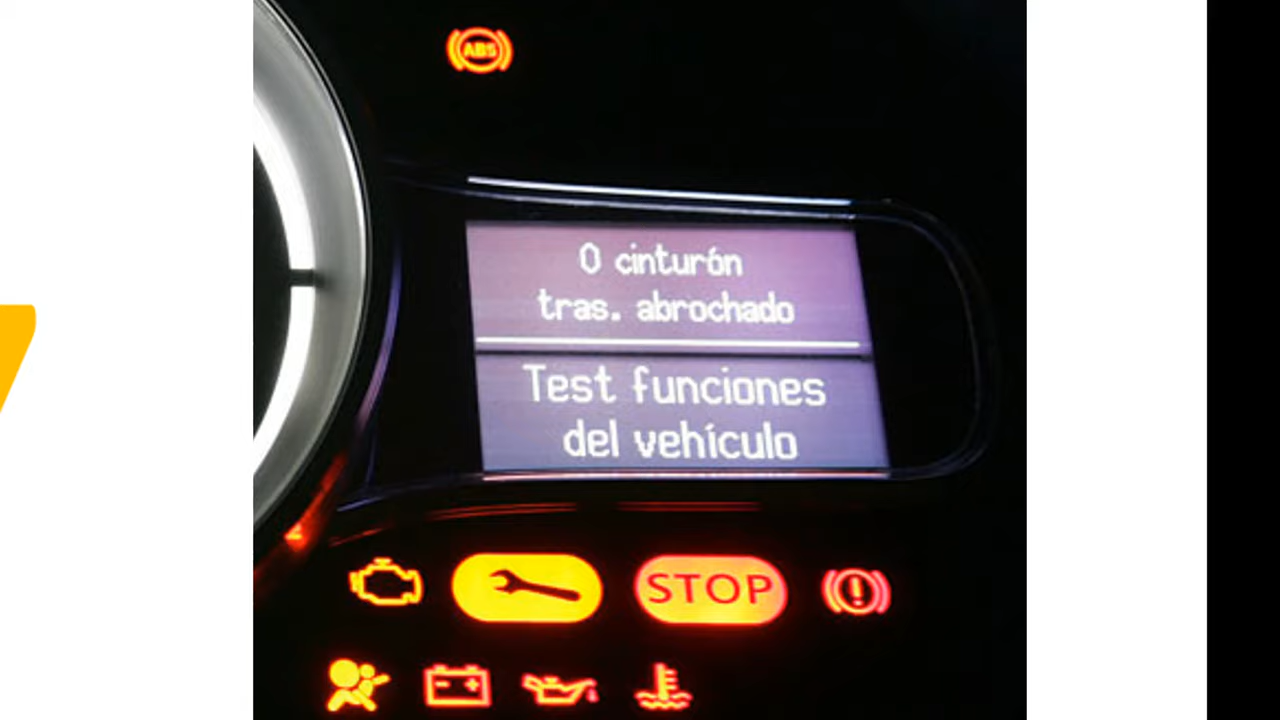 ABS
0 cinturón
tras. abrochado
Test funciones
del vehículo
STOP